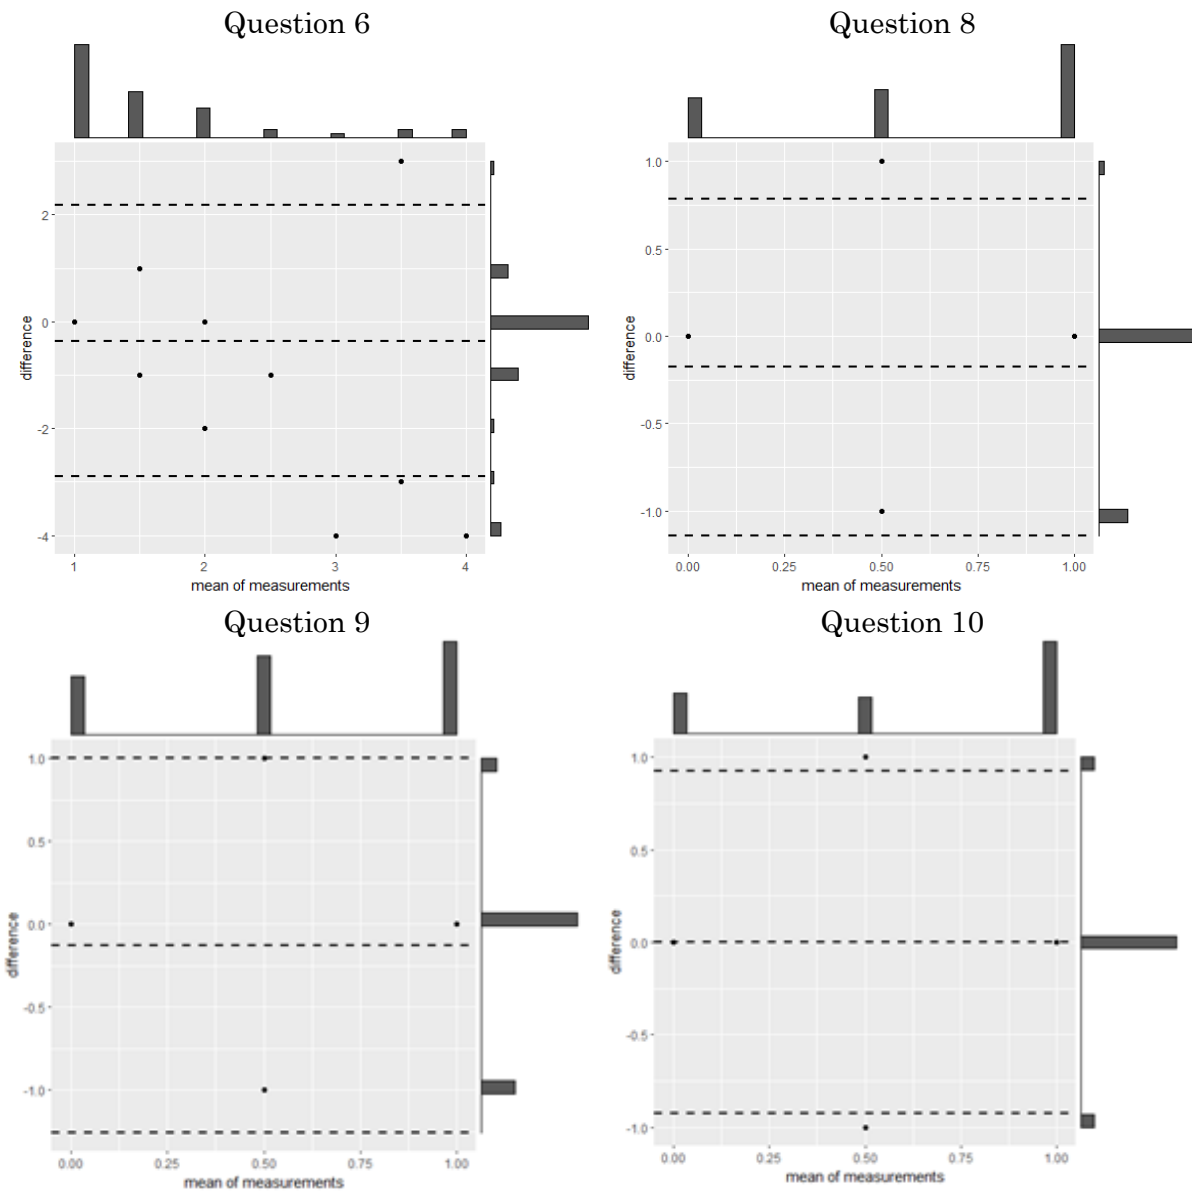 Question 6
2
0
-2
-4
difference
1 2 3 4
mean of measurements
Question 8
1.0
0.5
0.0
-0.5
-1.0
difference
0.00 0.25 0.50 0.75 1.00
mean of measurements
Question 9
1.0
0.5
0.0
-0.5
-1.0
difference
0.00 0.25 0.50 0.75 1.00
mean of measurements
Question 10
1.0
0.5
0.0
-0.5
-1.0
difference
0.00 0.25 0.50 0.75 1.00
mean of measurements